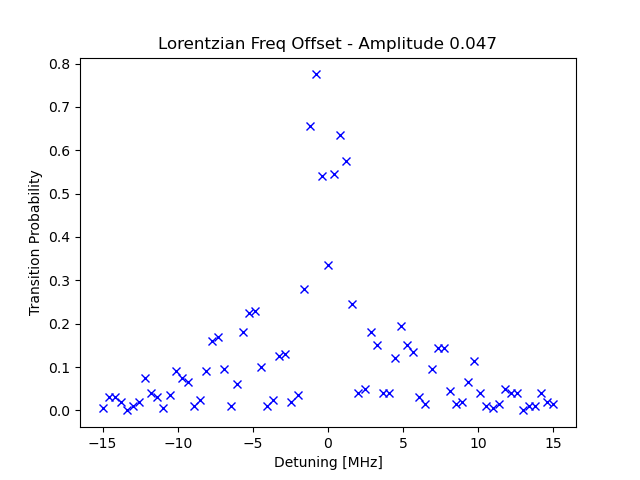 Lorentzian Freq Offset - Amplitude 0.047
Transition Probability
0.8
0.7
0.6
0.5
0.4
0.3
0.2
0.1
0.0
−15 −10 −5 0 5 10 15
Detuning [MHz]